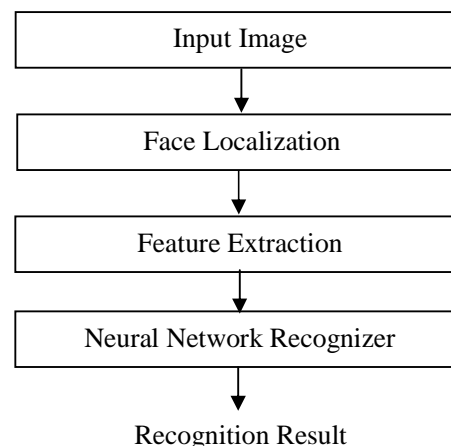 Input Image
Face Localization
Feature Extraction
Neural Network Recognizer
Recognition Result